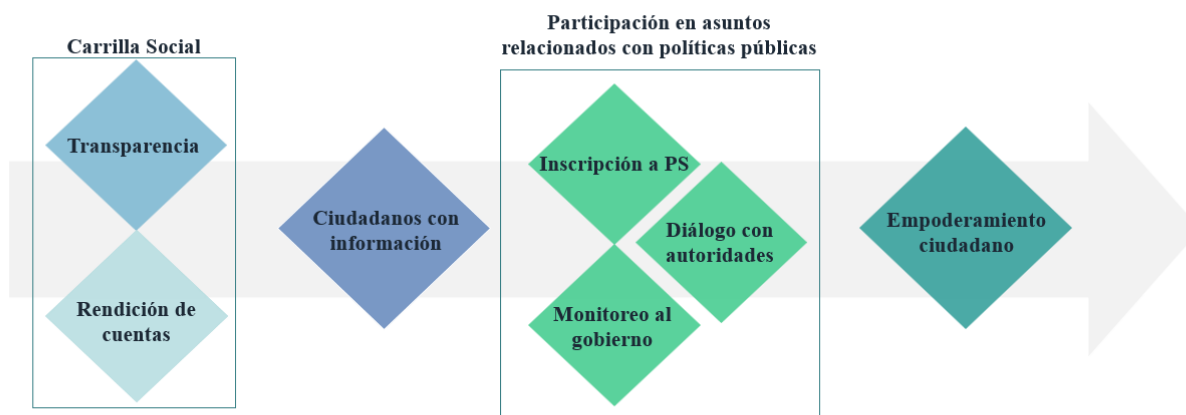 Carrilla Social
Transparencia
Rendición de
cuentas
Ciudadanos con
información
Participación en asuntos
relacionados con políticas públicas
Inscripción a PS
Diálogo con
autoridades
Monitoreo al
gobierno
Empoderamiento
ciudadano